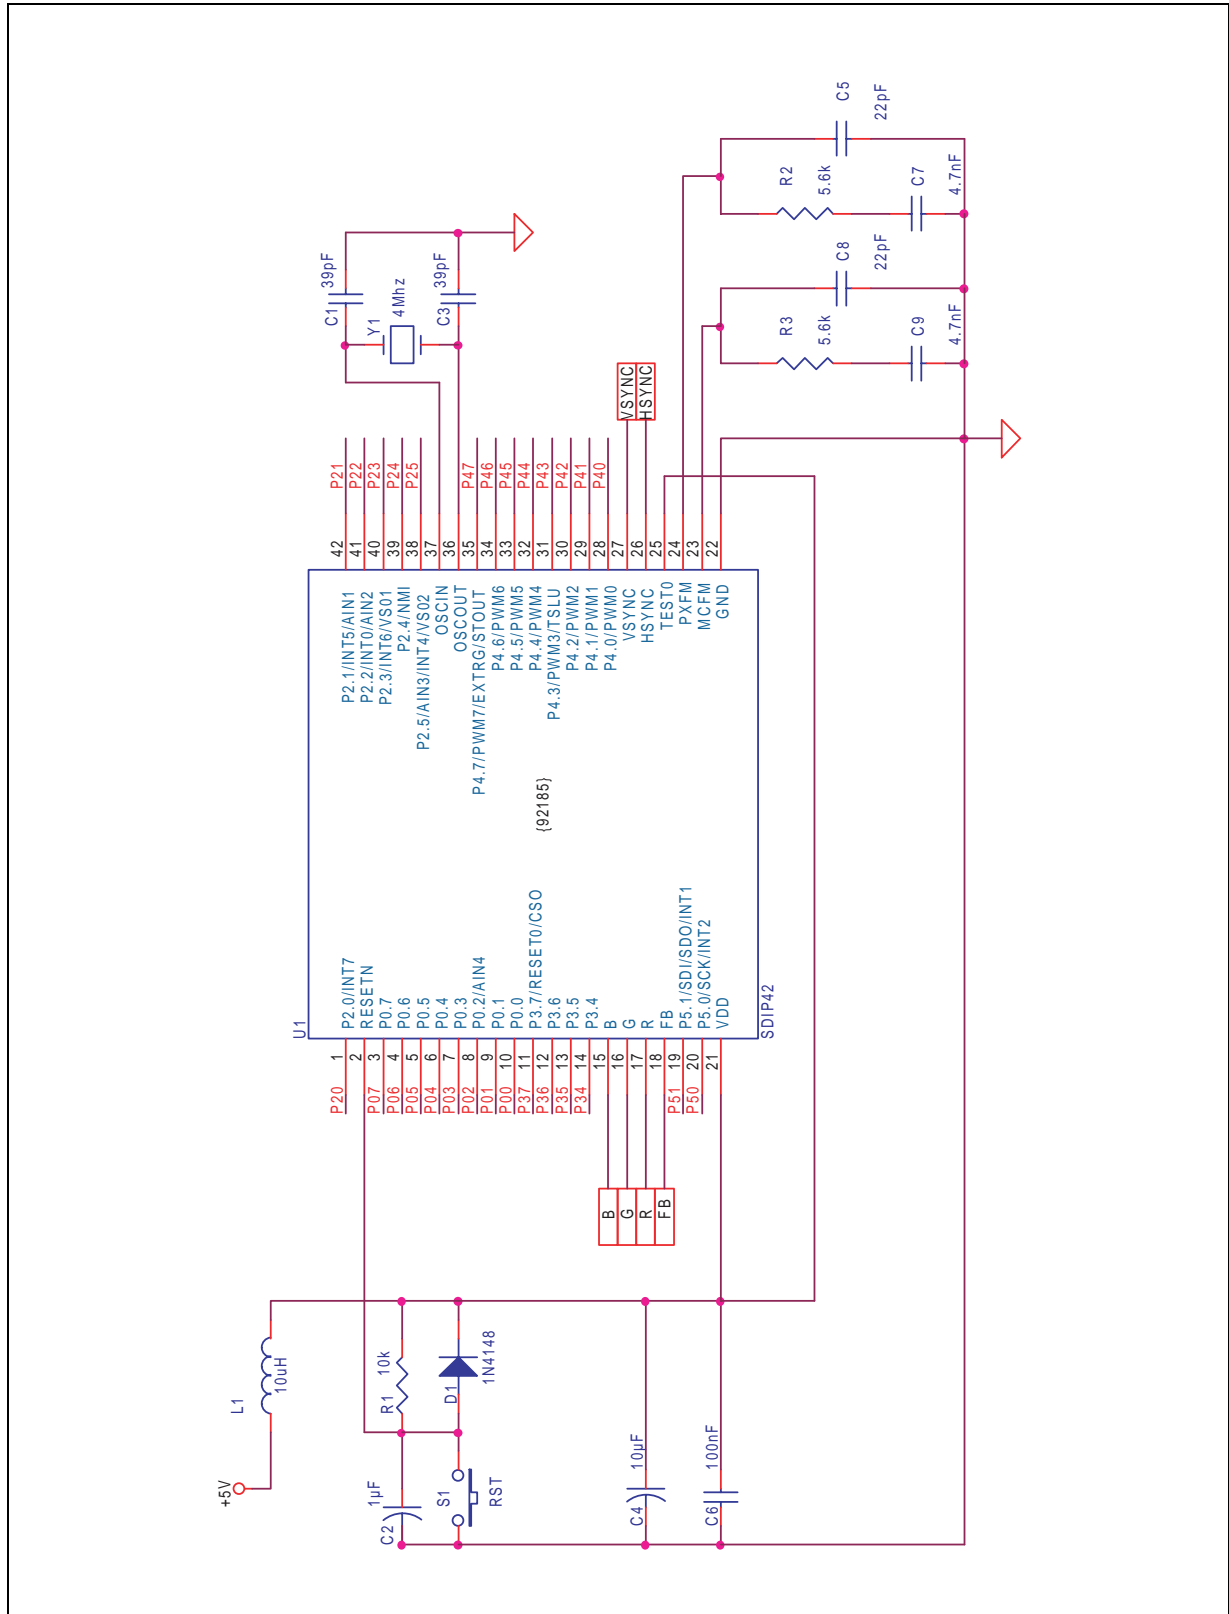 +5V
L1
10uH
R1
10k
D1
1N4148
C2
1µF
S1
RST
C4
10µF
C6
100nF
B
G
R
FB
U1
{92185}
SDIP42
P20
P07
P06
P05
P04
P03
P02
P01
P00
P37
P36
P35
P34
P51
P50
1 P2.0/INT7
2 RESETN
3 P0.7
4 P0.6
5 P0.5
6 P0.4
7 P0.3
8 P0.2/AIN4
9 P0.1
10 P0.0
11 P3.7/RESET0/CSO
12 P3.6
13 P3.5
14 P3.4
15 B
16 G
17 R
18 FB
19 P5.1/SDI/SDO/INT1
20 P5.0/SCK/INT2
21 VDD
P2.1/INT5/AIN1 42
P2.2/INT0/AIN2 41
P2.3/INT6/VS01 40
P2.4/NMI 39
P2.5/AIN3/INT4/VS02 38
OSCIN 37
OSCOUT 36
P4.7/PWM7/EXTRG/STOUT 35
P4.6/PWM6 34
P4.5/PWM5 33
P4.4/PWM4 32
P4.3/PWM3/TSLU 31
P4.2/PWM2 30
P4.1/PWM1 29
P4.0/PWM0 28
VSYNC 27
HSYNC 26
TEST0 25
PXFM 24
MCFM 23
GND 22
P21
P22
P23
P24
P25
P47
P46
P45
P44
P43
P42
P41
P40
VSYNC
HSYNC
C1
39pF
Y1
4Mhz
C3
39pF
C5
22pF
R2
5.6k
C7
4.7nF
C8
22pF
R3
5.6k
C9
4.7nF